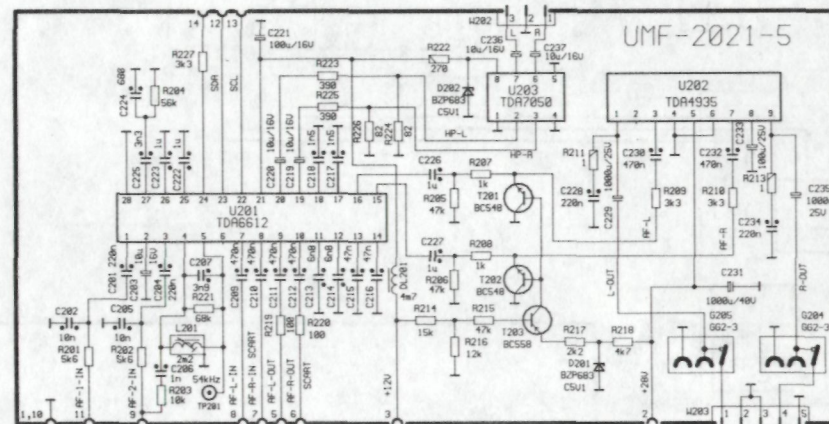 14 12 13
W202 3 2 1
L R
C221
100u/16V
C236
10u/16V
C237
10u/16V
UMF-2021-5
R227
3k3
SDA
SCL
R222
270
R223
390
R225
390
8 7 6 5
U203
TDA7050
1 2 3 4
D202
BZP683
C5V1
U202
TDA4935
1 2 3 4 5 6 7 8 9
680
C224
R204
56k
3n3
C225
1u
C223
1u
C222
10u/16V
C220
10u/16V
C219
1n5
C218
1n5
C217
R226
82
R224
82
HP-L
HP-R
R211
1
1000u/25V
C229
C228
220n
C230
470n
C232
470n
C233
100u/25V
R213
1
C235
1000u
25V
C226
1u
R207
1k
R205
47k
T201
BC548
R209
3k3
R210
3k3
AF-L
AF-R
C234
220n
28 27 26 25 24 23 22 21 20 19 18 17 16 15
U201
TDA6612
1 2 3 4 5 6 7 8 9 10 11 12 13 14
220n
C201
10u
16V
C203
C204
220n
C207
3n9
R221
68k
470n
C209
470n
C210
470n
C211
470n
C212
6n8
C213
6n8
C214
47n
C215
47n
C216
DL201
4m7
C227
1u
R208
1k
R206
47k
T202
BC548
L-OUT
R-OUT
C231
1000u/40V
C202
10n
C205
10n
R201
5k6
R202
5k6
L201
2m2
C206
1n
R203
10k
54kHz
TP201
R219
100
R220
100
R214
15k
R215
47k
R216
12k
T203
BC558
R217
2k2
R218
4k7
D201
BZP683
C5V1
G205
GG2-3
G204
GG2-3
AF-1-IN
AF-2-IN
AF-L-IN
AF-R-IN SCART
AF-L-OUT
AF-R-OUT
SCART
+12V
+28V
W203
1,10 11 9 8 7 5 6 3 2 1 2 3 4 5